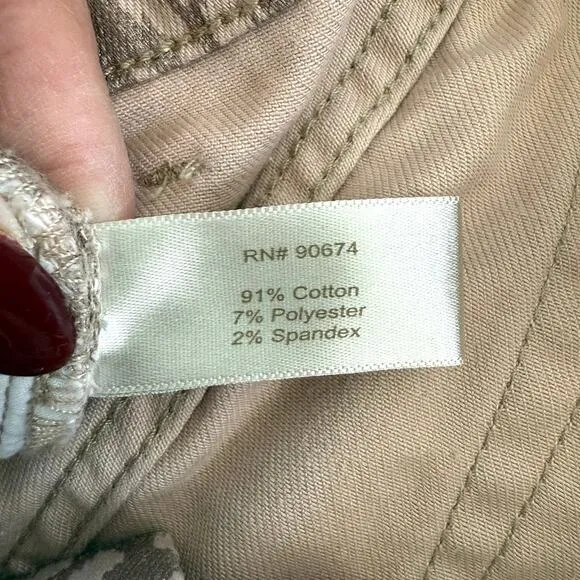 RN# 90674
91% Cotton
7% Polyester
2% Spandex